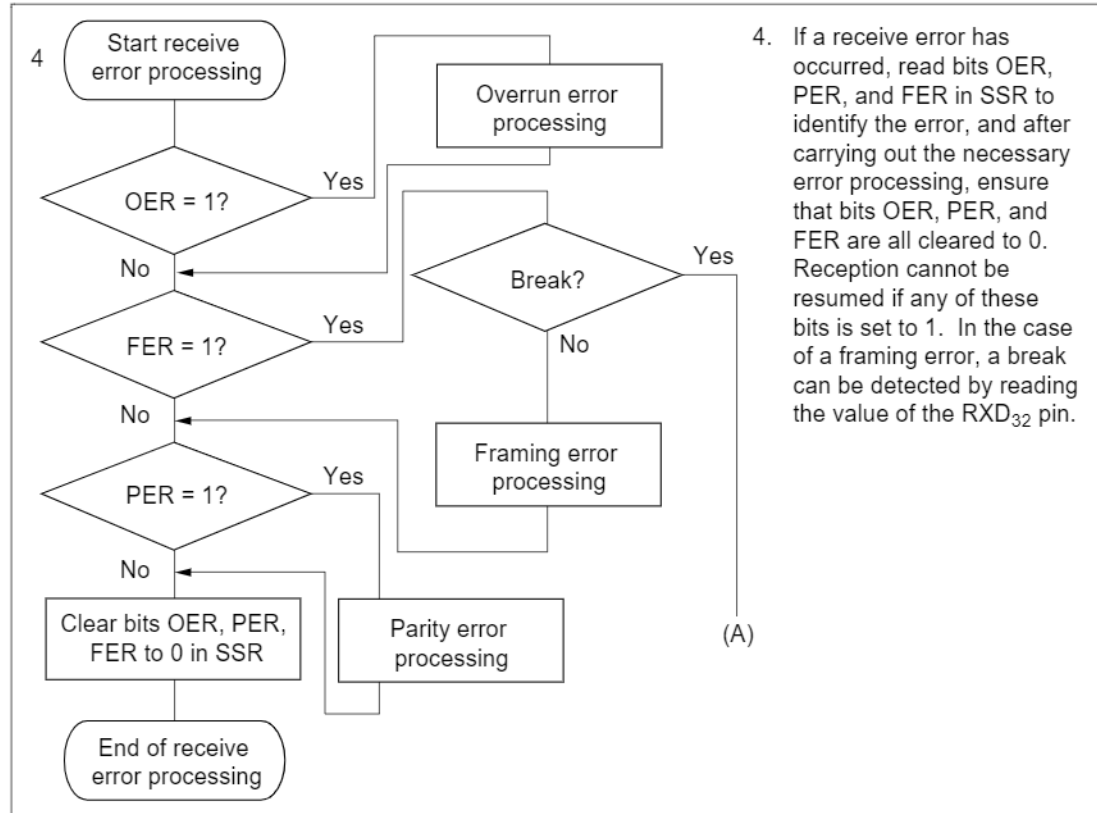 4
Start receive
error processing
Overrun error
processing
OER = 1?
Yes
No
Break?
Yes
No
FER = 1?
Yes
No
Framing error
processing
PER = 1?
Yes
No
Clear bits OER, PER,
FER to 0 in SSR
Parity error
processing
(A)
End of receive
error processing
4. If a receive error has
occurred, read bits OER,
PER, and FER in SSR to
identify the error, and after
carrying out the necessary
error processing, ensure
that bits OER, PER, and
FER are all cleared to 0.
Reception cannot be
resumed if any of these
bits is set to 1. In the case
of a framing error, a break
can be detected by reading
the value of the RXD32 pin.